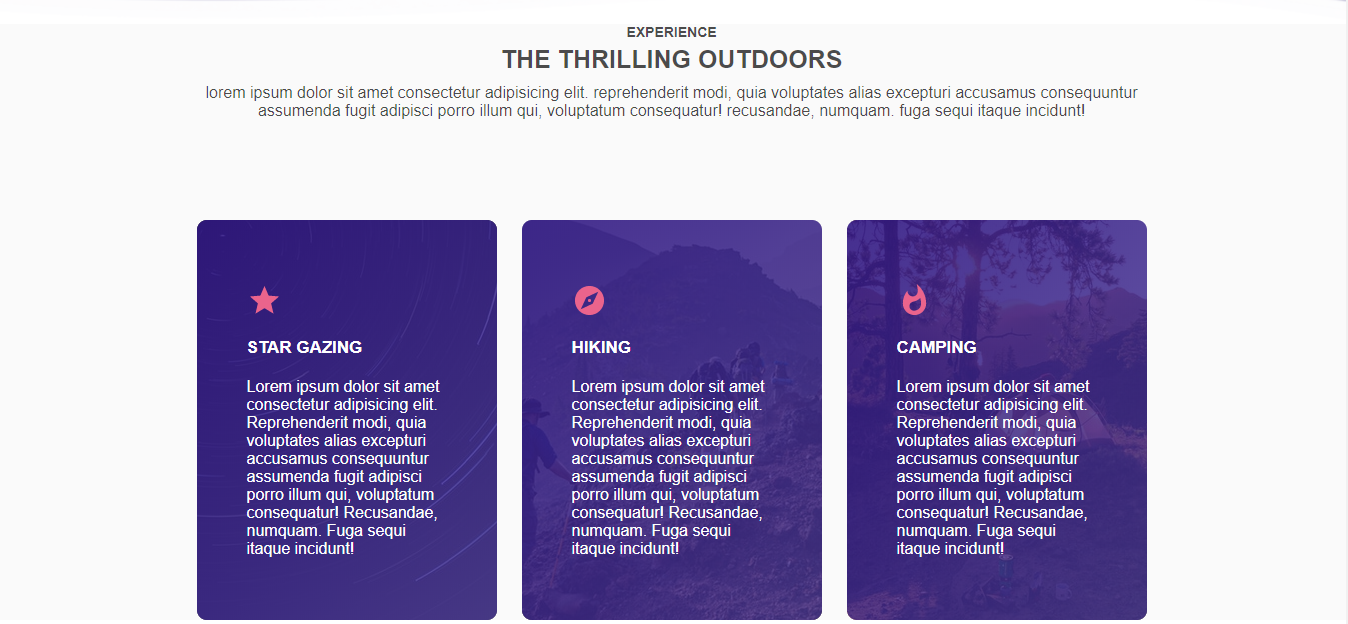 EXPERIENCE
THE THRILLING OUTDOORS
lorem ipsum dolor sit amet consectetur adipisicing elit. reprehenderit modi, quia voluptates alias excepturi accusamus consequuntur
assumenda fugit adipisci porro illum qui, voluptatum consequatur! recusandae, numquam. fuga sequi itaque incidunt!
STAR GAZING
Lorem ipsum dolor sit amet
consectetur adipisicing elit.
Reprehenderit modi, quia
voluptates alias excepturi
accusamus consequuntur
assumenda fugit adipisci
porro illum qui, voluptatum
consequatur! Recusandae,
numquam. Fuga sequi
itaque incidunt!
HIKING
Lorem ipsum dolor sit amet
consectetur adipisicing elit.
Reprehenderit modi, quia
voluptates alias excepturi
accusamus consequuntur
assumenda fugit adipisci
porro illum qui, voluptatum
consequatur! Recusandae,
numquam. Fuga sequi
itaque incidunt!
CAMPING
Lorem ipsum dolor sit amet
consectetur adipisicing elit.
Reprehenderit modi, quia
voluptates alias excepturi
accusamus consequuntur
assumenda fugit adipisci
porro illum qui, voluptatum
consequatur! Recusandae,
numquam. Fuga sequi
itaque incidunt!